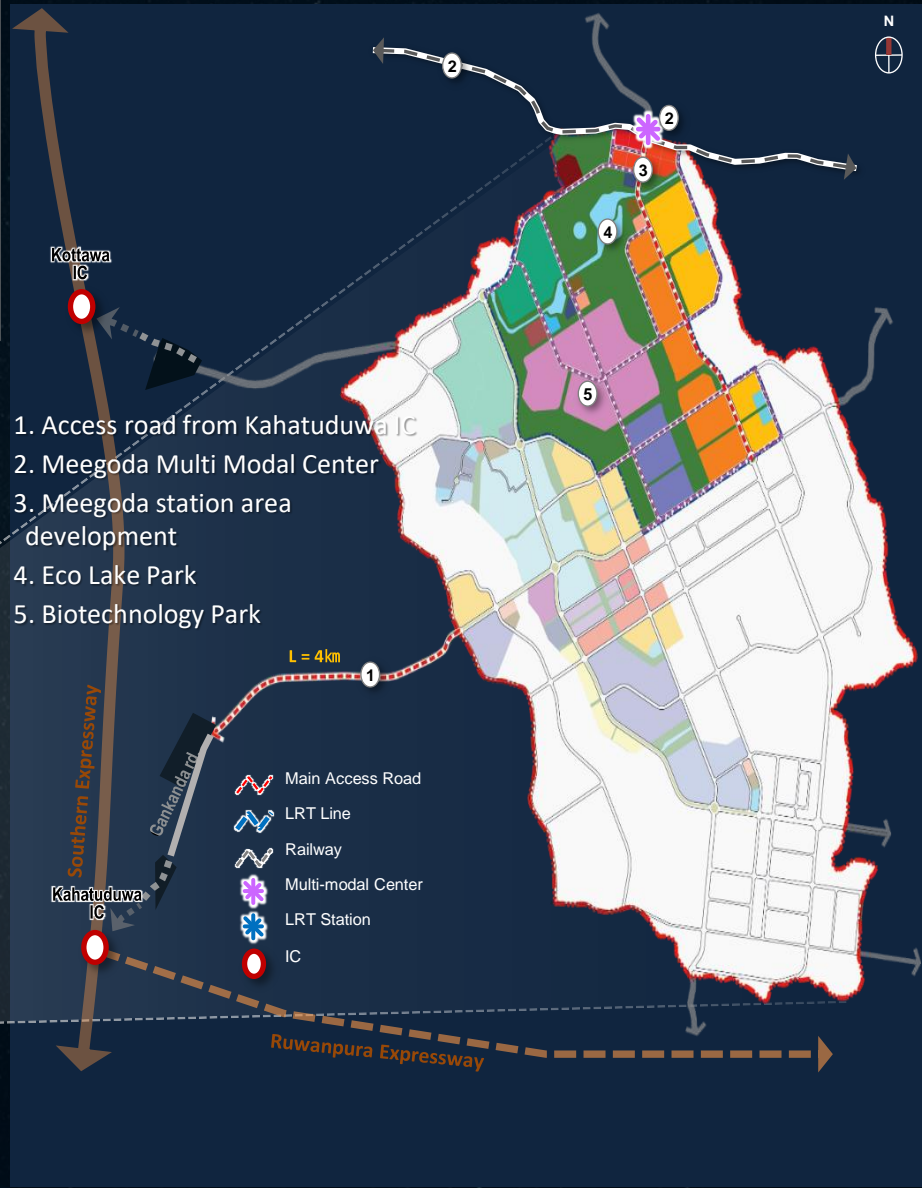 N
2
2
3
4
Kottawa
IC
5
1. Access road from Kahatuduwa IC
2. Meegoda Multi Modal Center
3. Meegoda station area
development
4. Eco Lake Park
5. Biotechnology Park
L = 4km
1
Southern Expressway
Gankanda rd.
Main Access Road
LRT Line
Railway
Multi-modal Center
LRT Station
IC
Kahatuduwa
IC
Ruwanpura Expressway